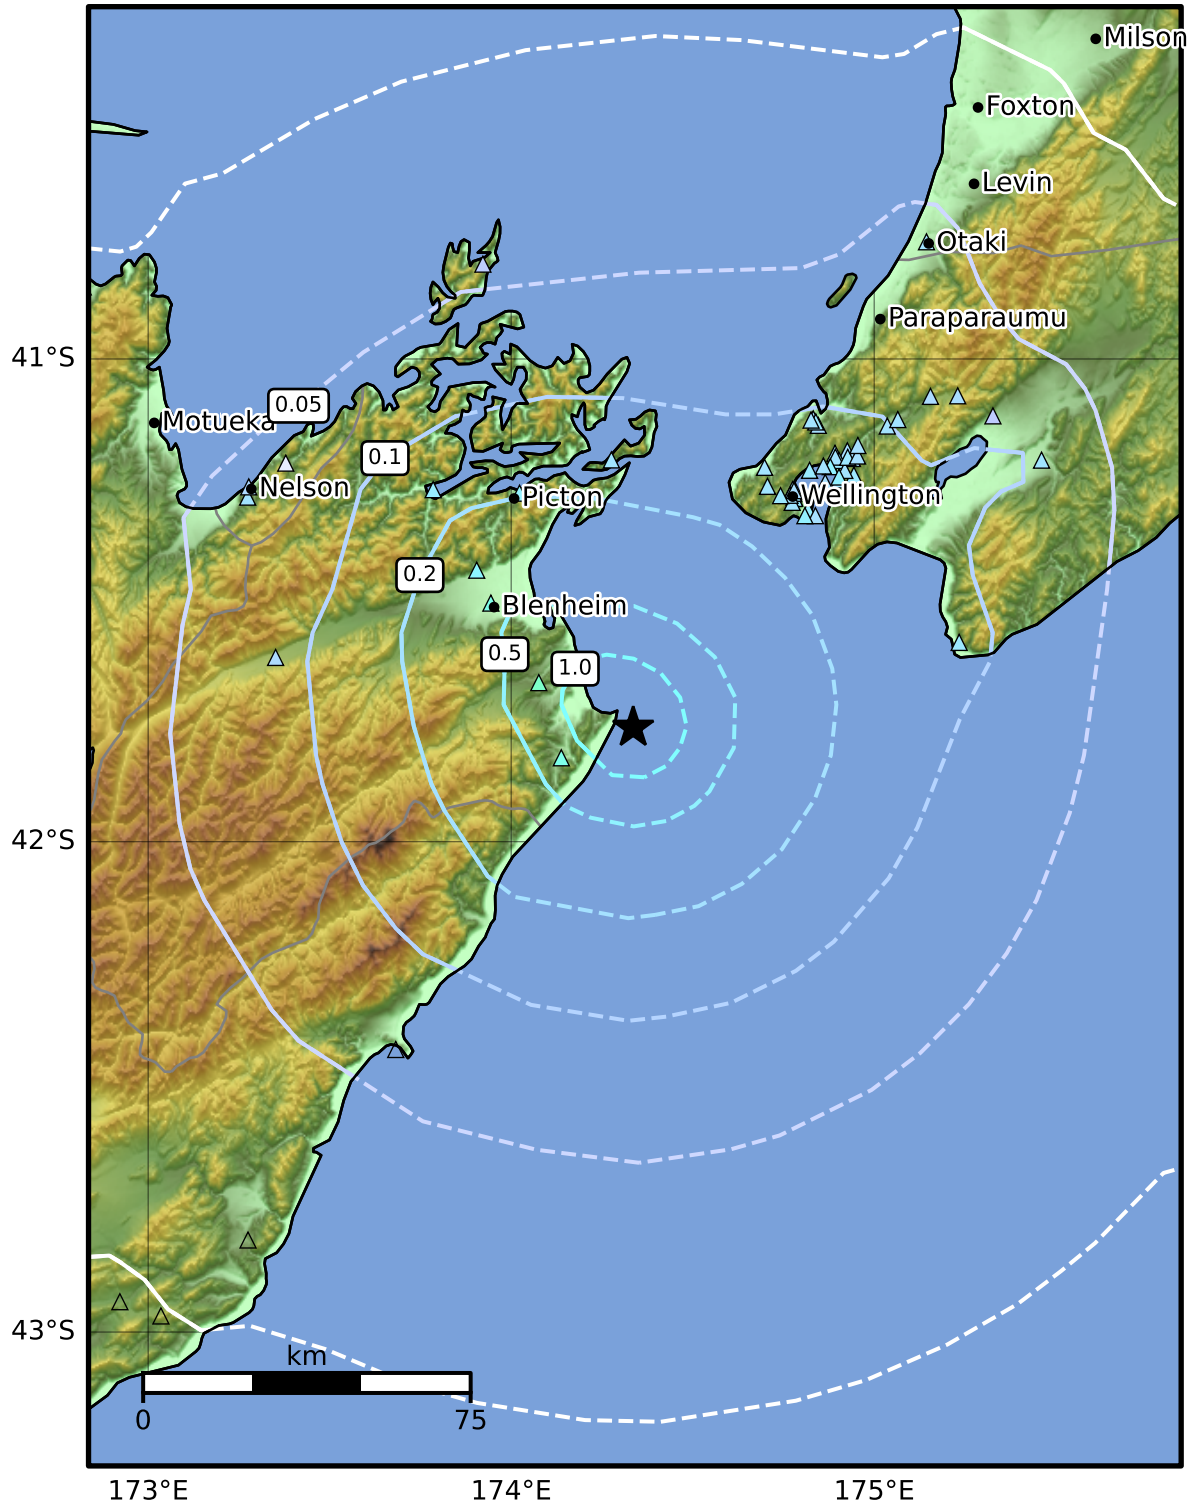 Milson
Foxton
Levin
Otaki
Paraparaumu
41°S
0.05
Motueka
0.1
Nelson
Picton
Wellington
0.2
Blenheim
0.5
1.0
42°S
43°S
km
0
75
173°E
174°E
175°E